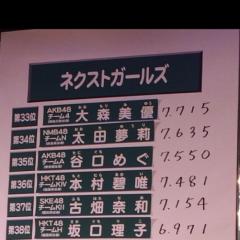 ネクストガールズ
第33位 AKB48 チーム4 大森美優 7.715
第34位 NMB48 チームN 太田夢莉 7.635
第35位 AKB48 チームA 谷口めぐ 7.550
第36位 HKT48 チームKIV 本村碧唯 7.481
第37位 SKE48 チームKII 古畑奈和 7.154
第38位 HKT48 チームH 坂口理子 6.971